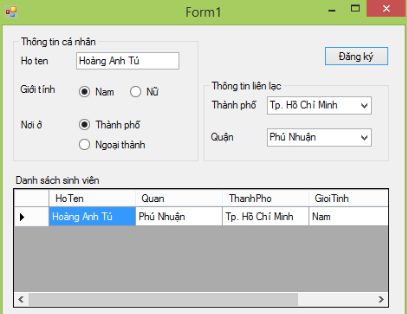 Form1
Thông tin cá nhân
Ho ten
Hoàng Anh Tú
Đăng ký
Giới tính
Nam
Nữ
Thông tin liên lạc
Thành phố
Tp. Hồ Chí Minh
Nơi ở
Thành phố
Ngoại thành
Quận
Phú Nhuận
Danh sách sinh viên
HoTen Quan ThanhPho GioiTinh
Hoàng Anh Tú Phú Nhuận Tp. Hồ Chí Minh Nam